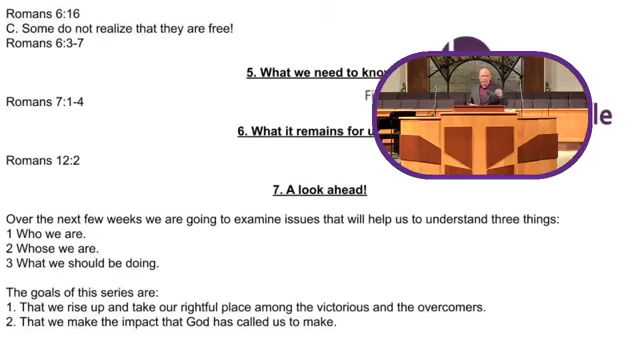 Romans 6:16
C. Some do not realize that they are free!
Romans 6:3-7
5. What we need to know
Fi
Romans 7:1-4
le
6. What it remains for u
Romans 12:2
7. A look ahead!
Over the next few weeks we are going to examine issues that will help us to understand three things:
1 Who we are.
2 Whose we are.
3 What we should be doing.
The goals of this series are:
1. That we rise up and take our rightful place among the victorious and the overcomers.
2. That we make the impact that God has called us to make.